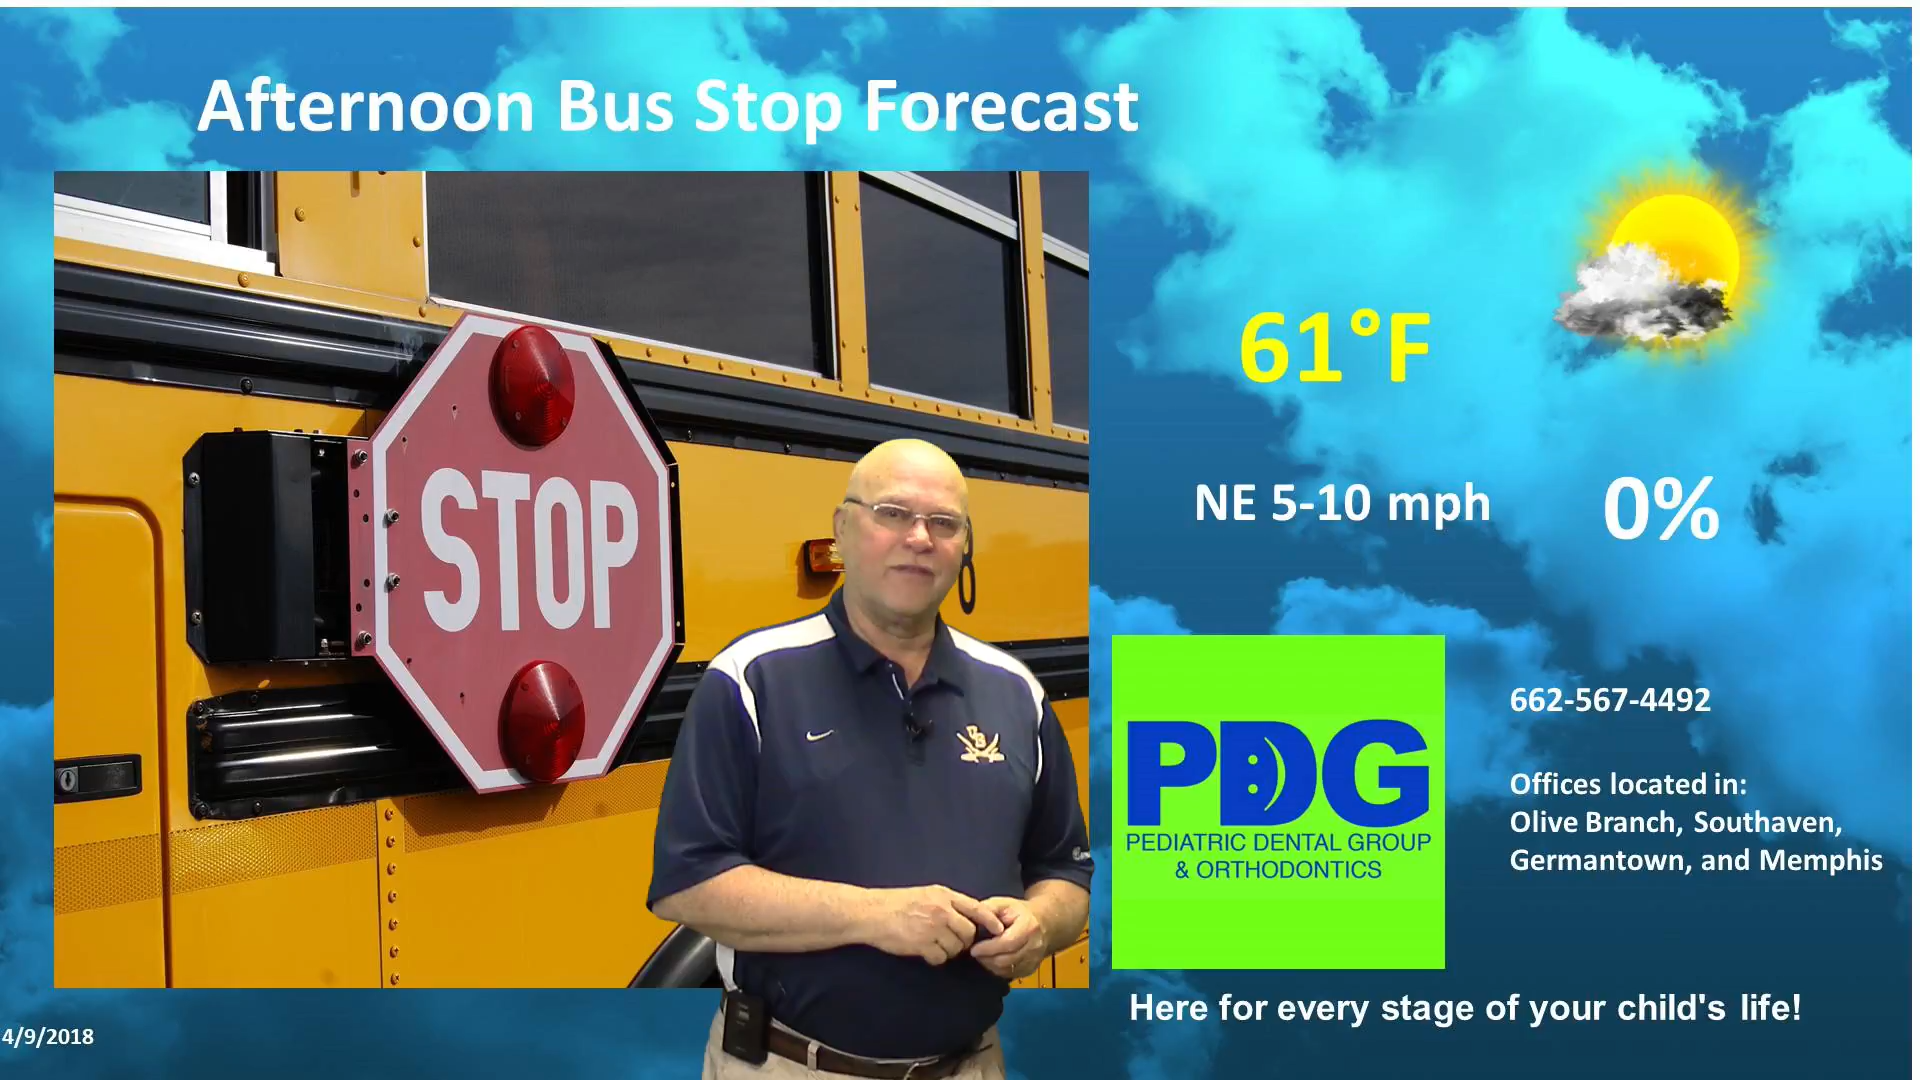 Afternoon Bus Stop Forecast
STOP
61°F
NE 5-10 mph
0%
PDG
PEDIATRIC DENTAL GROUP
& ORTHODONTICS
662-567-4492
Offices located in:
Olive Branch, Southaven,
Germantown, and Memphis
Here for every stage of your child's life!
4/9/2018